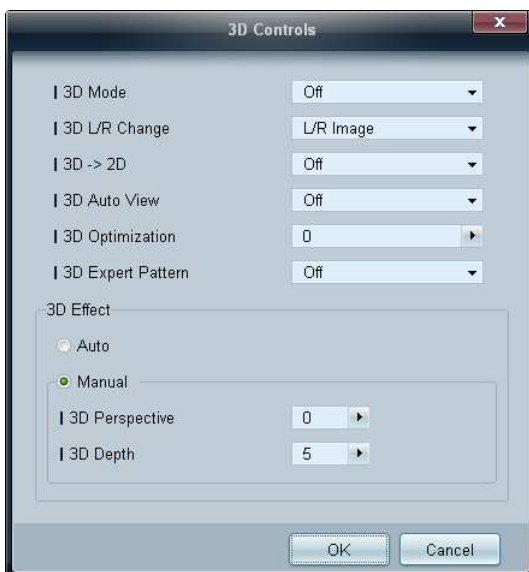 3D Controls
3D Mode Off
3D L/R Change L/R Image
3D -> 2D Off
3D Auto View Off
3D Optimization 0
3D Expert Pattern Off
3D Effect
Auto
Manual
3D Perspective 0
3D Depth 5
OK Cancel